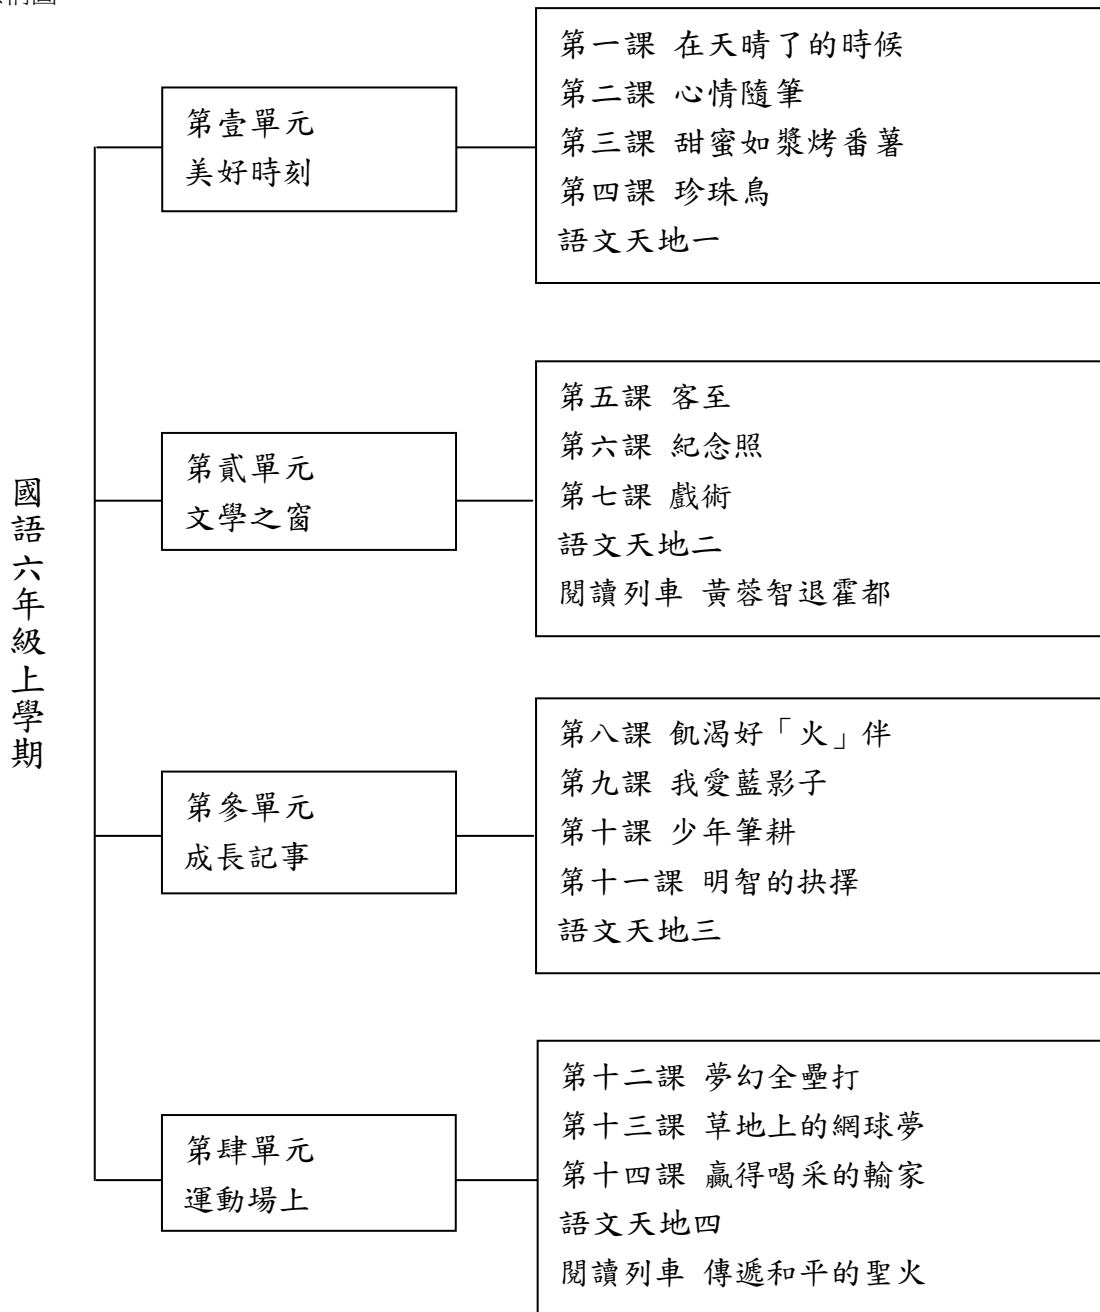 國語六年級上學期
第壹單元
美好時刻
第一課 在天晴了的時候
第二課 心情隨筆
第三課 甜蜜如漿烤番薯
第四課 珍珠鳥
語文天地一
第貳單元
文學之窗
第五課 客至
第六課 紀念照
第七課 戲術
語文天地二
閱讀列車 黃蓉智退霍都
第參單元
成長記事
第八課 飢渴好「火」伴
第九課 我愛藍影子
第十課 少年筆耕
第十一課 明智的抉擇
語文天地三
第肆單元
運動場上
第十二課 夢幻全壘打
第十三課 草地上的網球夢
第十四課 贏得喝采的輸家
語文天地四
閱讀列車 傳遞和平的聖火